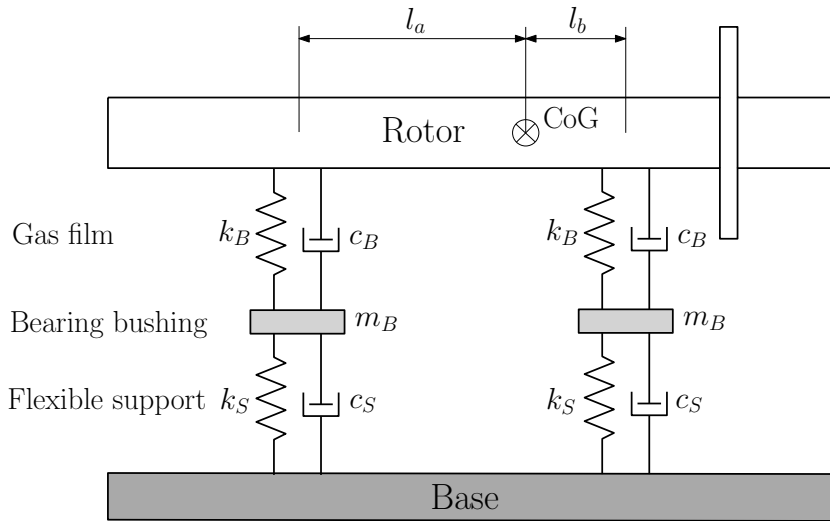 l_a l_b
Rotor CoG
Gas film k_B c_B k_B c_B
Bearing bushing m_B m_B
Flexible support k_S c_S k_S c_S
Base